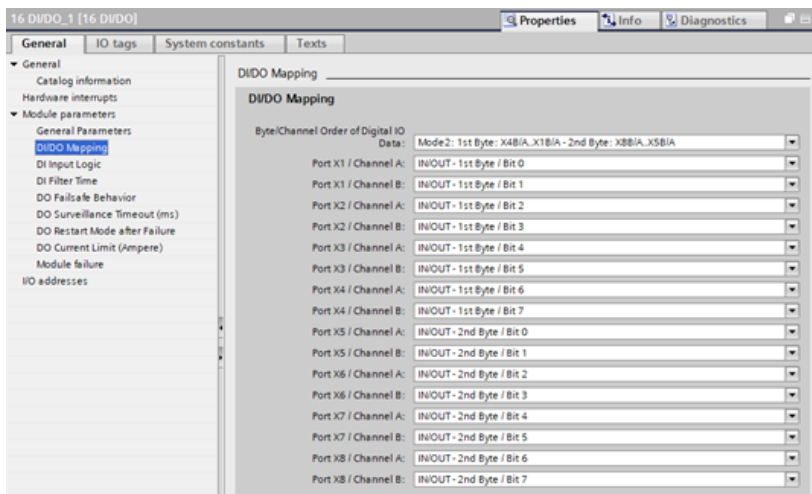 16 DI/DO_1 [16 DI/DO]
Properties
Info
Diagnostics
General
IO tags
System constants
Texts
General
Catalog information
Hardware interrupts
Module parameters
General Parameters
DI/DO Mapping
DI Input Logic
DI Filter Time
DO Failsafe Behavior
DO Surveillance Timeout (ms)
DO Restart Mode after Failure
DO Current Limit (Ampere)
Module failure
I/O addresses
DI/DO Mapping
DI/DO Mapping
Byte/Channel Order of Digital IO
Data: Mode2: 1st Byte: X4B/A..X1B/A - 2nd Byte: X8B/A..X5B/A
Port X1 / Channel A: IN/OUT - 1st Byte / Bit 0
Port X1 / Channel B: IN/OUT - 1st Byte / Bit 1
Port X2 / Channel A: IN/OUT - 1st Byte / Bit 2
Port X2 / Channel B: IN/OUT - 1st Byte / Bit 3
Port X3 / Channel A: IN/OUT - 1st Byte / Bit 4
Port X3 / Channel B: IN/OUT - 1st Byte / Bit 5
Port X4 / Channel A: IN/OUT - 1st Byte / Bit 6
Port X4 / Channel B: IN/OUT - 1st Byte / Bit 7
Port X5 / Channel A: IN/OUT - 2nd Byte / Bit 0
Port X5 / Channel B: IN/OUT - 2nd Byte / Bit 1
Port X6 / Channel A: IN/OUT - 2nd Byte / Bit 2
Port X6 / Channel B: IN/OUT - 2nd Byte / Bit 3
Port X7 / Channel A: IN/OUT - 2nd Byte / Bit 4
Port X7 / Channel B: IN/OUT - 2nd Byte / Bit 5
Port X8 / Channel A: IN/OUT - 2nd Byte / Bit 6
Port X8 / Channel B: IN/OUT - 2nd Byte / Bit 7